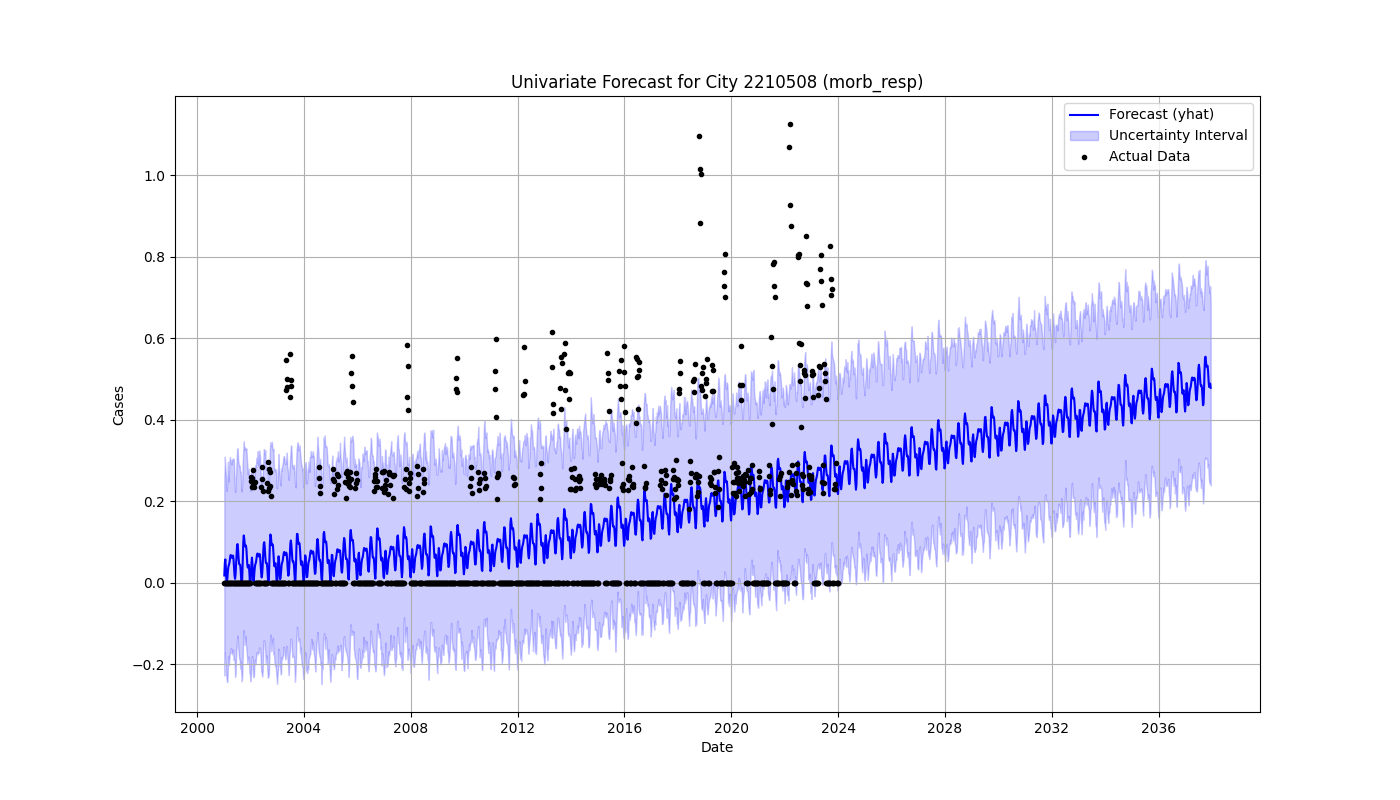 Univariate Forecast for City 2210508 (morb_resp)
Forecast (yhat)
Uncertainty Interval
Actual Data
Cases
1.0
0.8
0.6
0.4
0.2
0.0
−0.2
2000 2004 2008 2012 2016 2020 2024 2028 2032 2036
Date